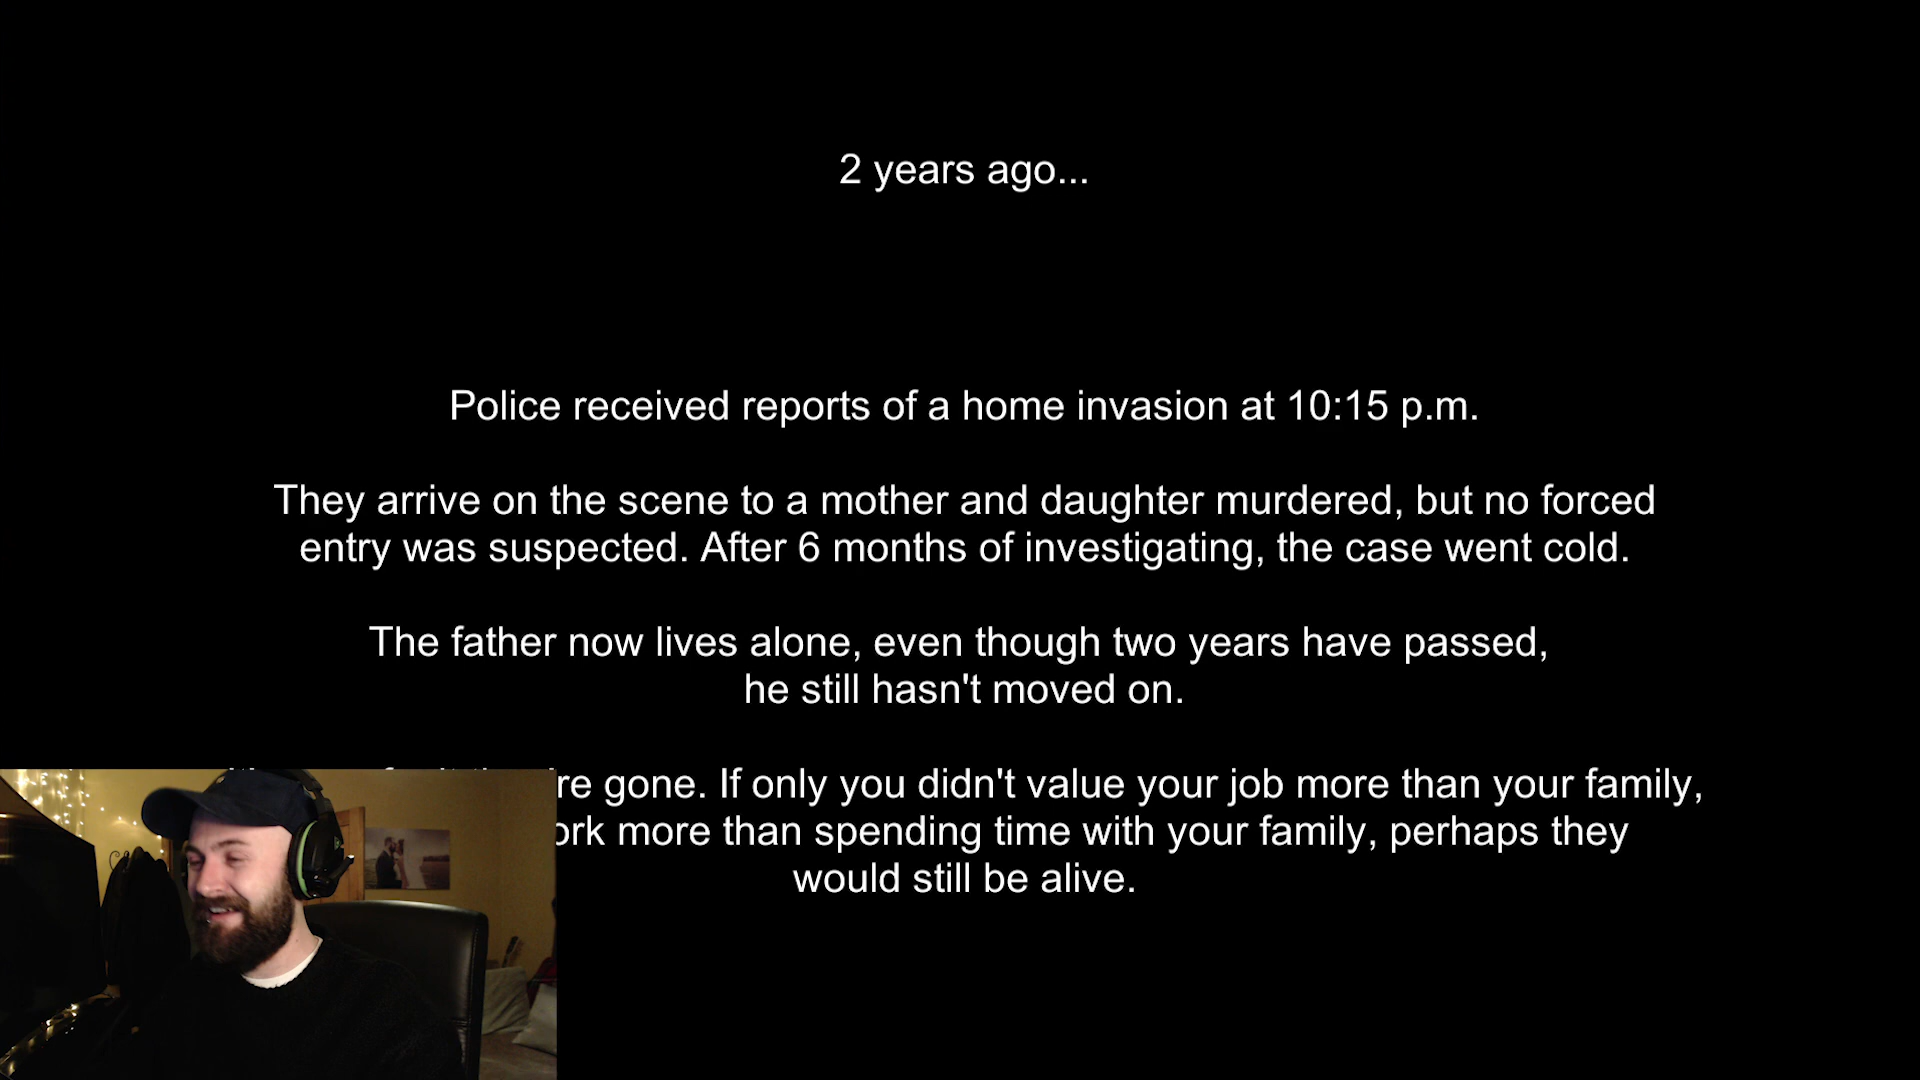 2 years ago...
Police received reports of a home invasion at 10:15 p.m.
They arrive on the scene to a mother and daughter murdered, but no forced
entry was suspected. After 6 months of investigating, the case went cold.
The father now lives alone, even though two years have passed,
he still hasn't moved on.
gone. If only you didn't value your job more than your family,
more than spending time with your family, perhaps they
would still be alive.